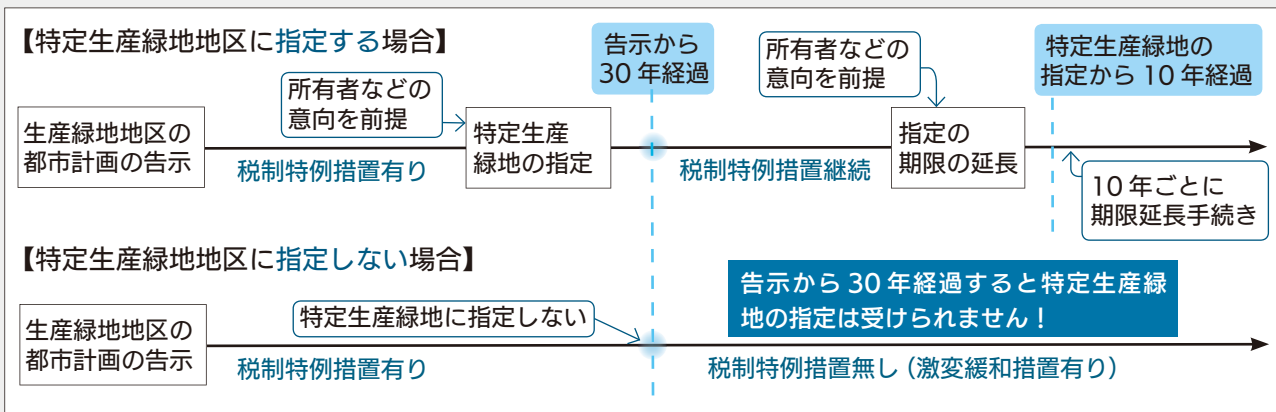 【特定生産緑地地区に指定する場合】
告示から
30 年経過
所有者などの
意向を前提
特定生産緑地の
指定から 10 年経過
所有者などの
意向を前提
生産緑地地区の
都市計画の告示
税制特例措置有り
特定生産
緑地の指定
税制特例措置継続
指定の
期限の延長
10 年ごとに
期限延長手続き
【特定生産緑地地区に指定しない場合】
告示から 30 年経過すると特定生産緑
地の指定は受けられません！
生産緑地地区の
都市計画の告示
特定生産緑地に指定しない
税制特例措置有り
税制特例措置無し（激変緩和措置有り）